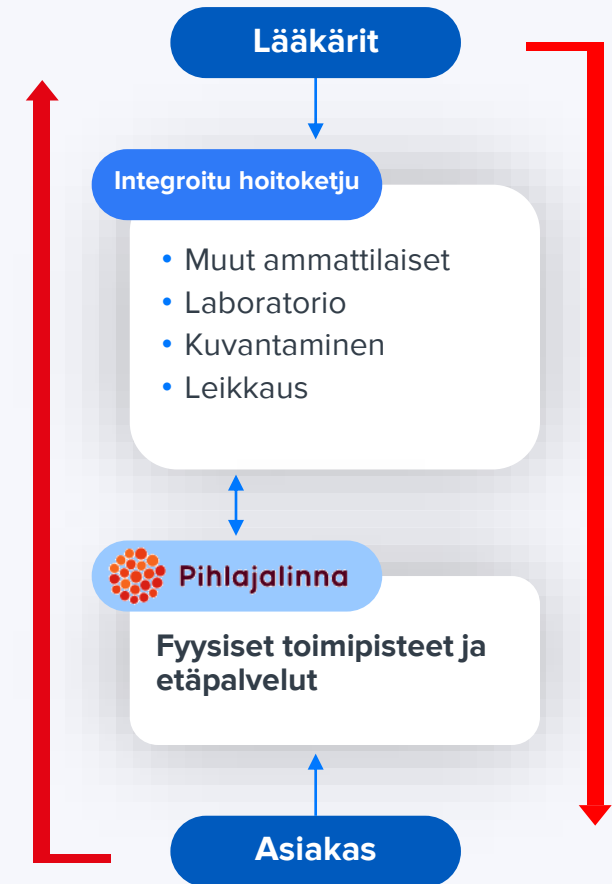 Lääkärit
Integroitu hoitoketju
• Muut ammattilaiset
• Laboratorio
• Kuvantaminen
• Leikkaus
Pihlajalinna
Fyysiset toimipisteet ja
etäpalvelut
Asiakas